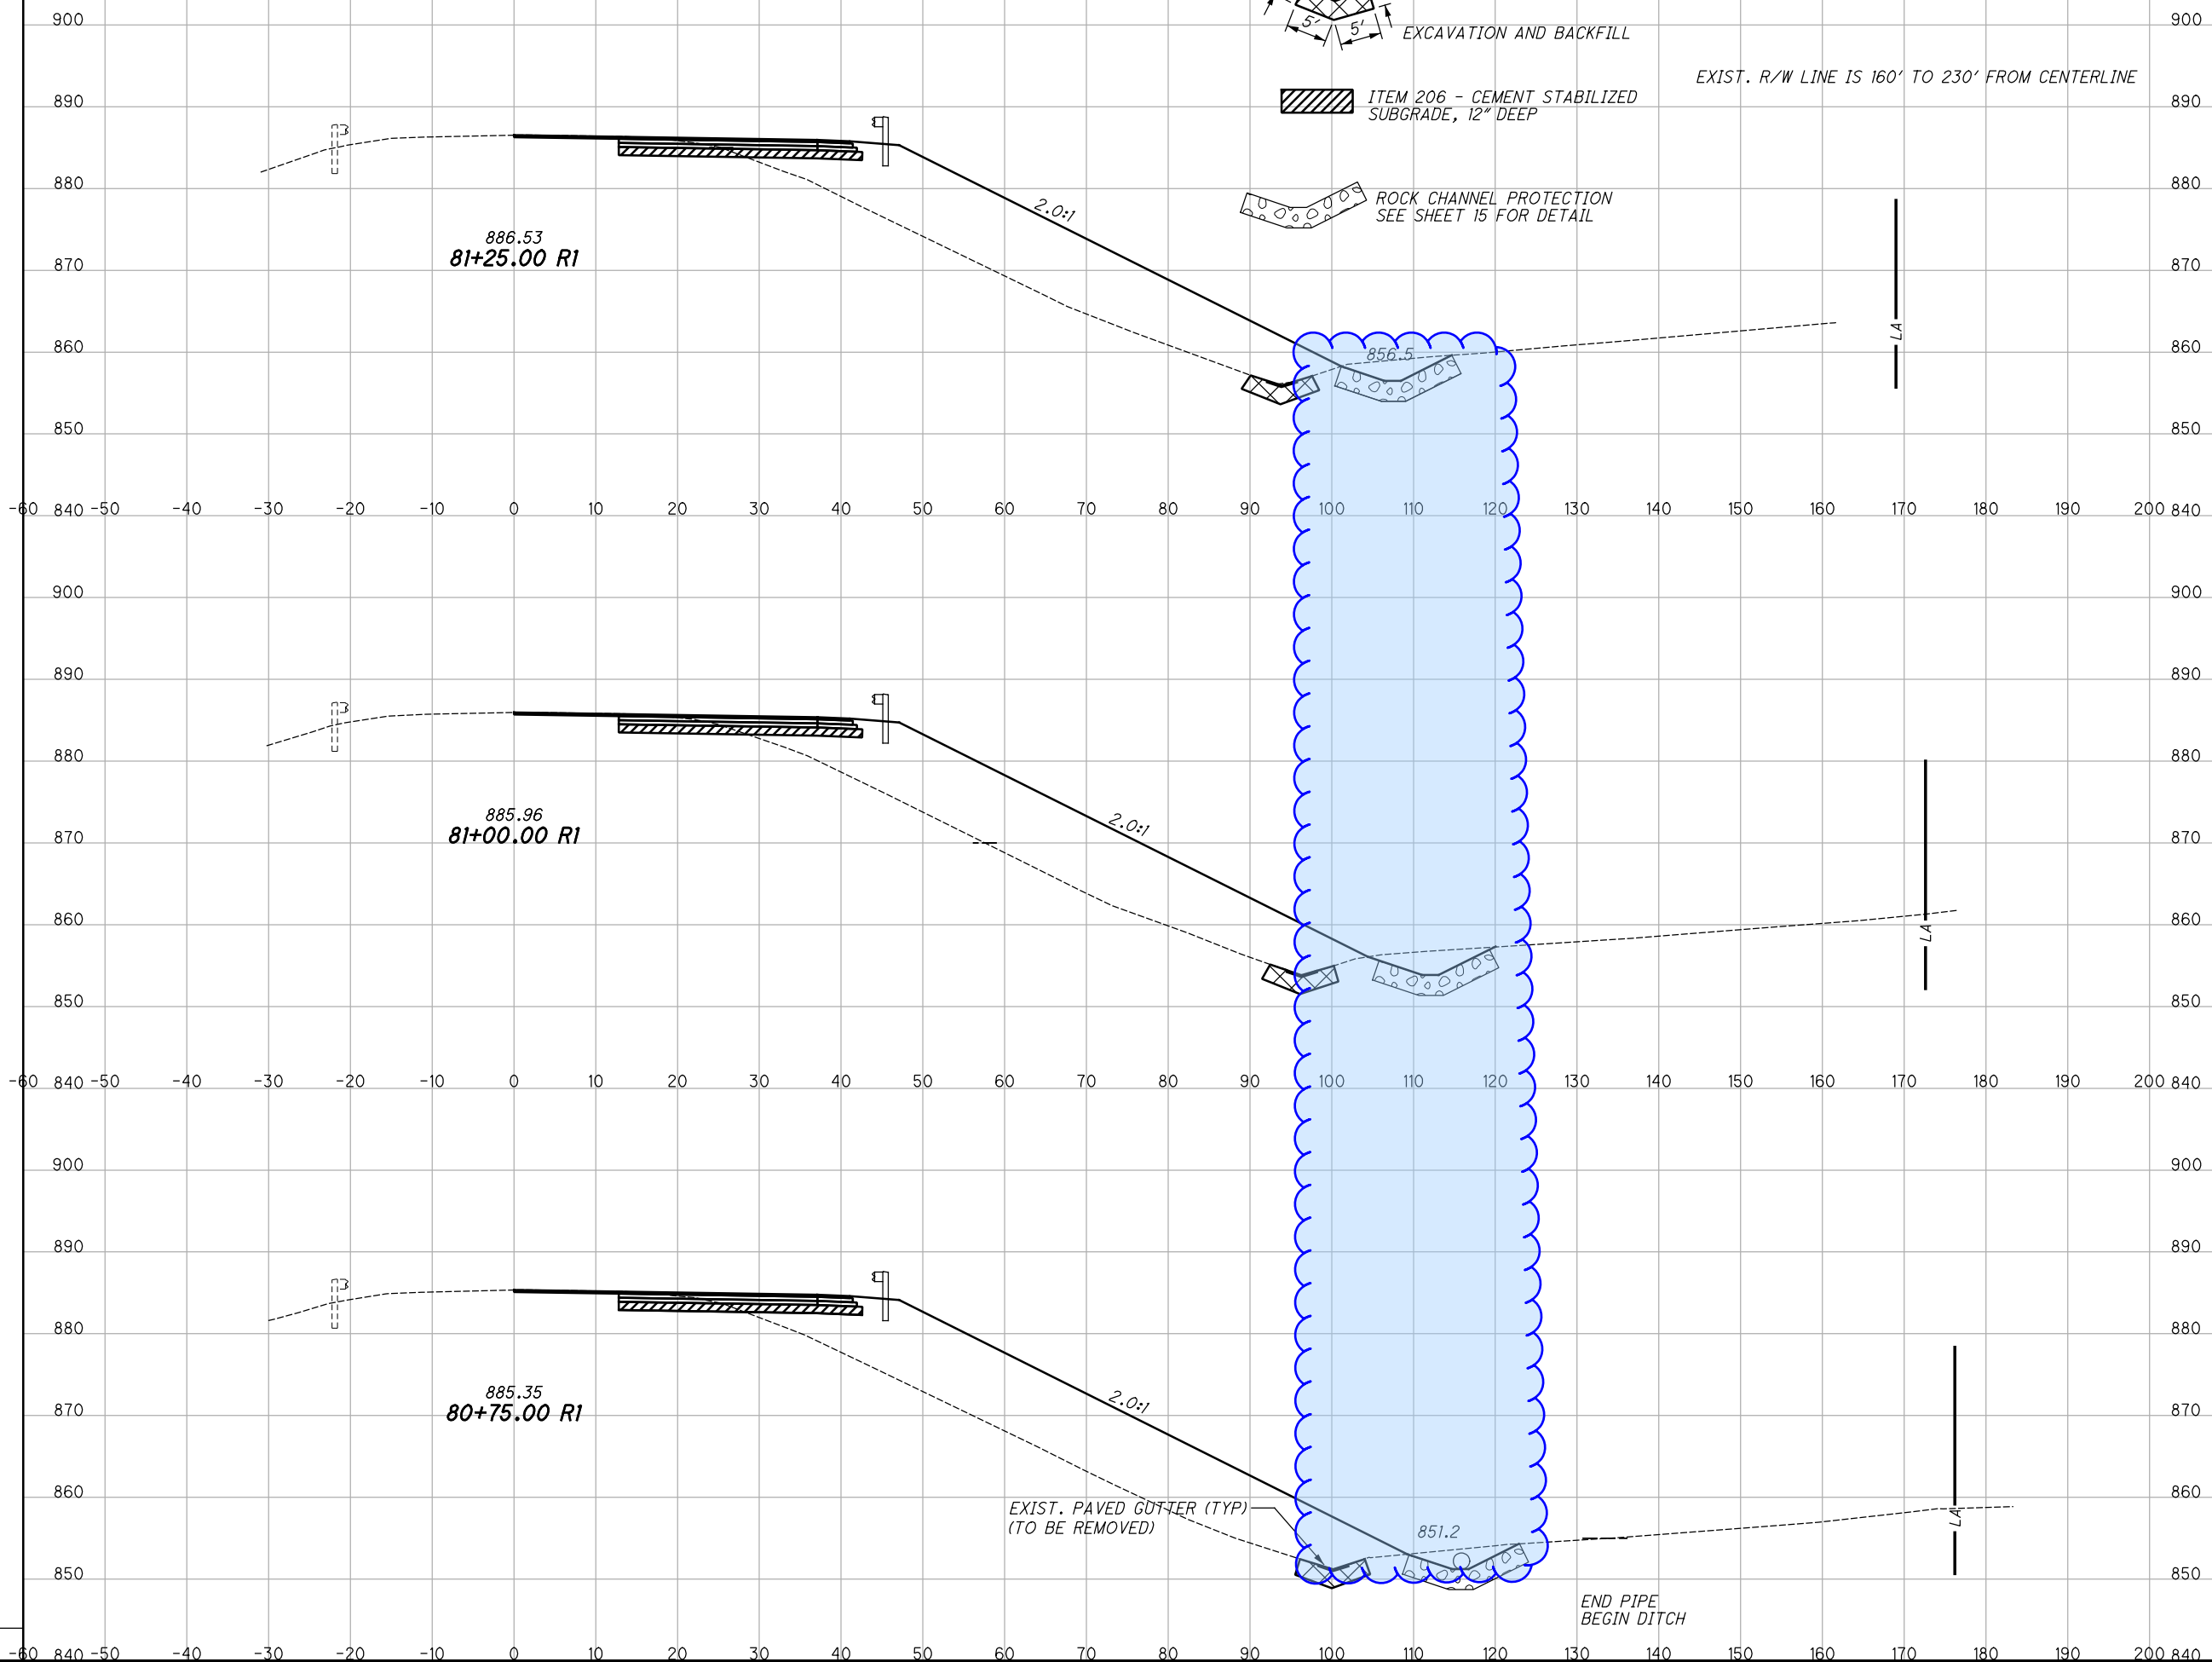 900 900
5' 5' EXCAVATION AND BACKFILL
EXIST. R/W LINE IS 160' TO 230' FROM CENTERLINE
890 890
ITEM 206 - CEMENT STABILIZED
SUBGRADE, 12" DEEP
880 880
ROCK CHANNEL PROTECTION
SEE SHEET 15 FOR DETAIL
2.0:1
886.53
81+25.00 R1
870 870
LA
860 860
856.5
850 850
-60 840 -50 -40 -30 -20 -10 0 10 20 30 40 50 60 70 80 90 100 110 120 130 140 150 160 170 180 190 200 840
900 900
890 890
880 880
885.96
2.0:1
81+00.00 R1
870 870
860 860
LA
850 850
-60 840 -50 -40 -30 -20 -10 0 10 20 30 40 50 60 70 80 90 100 110 120 130 140 150 160 170 180 190 200 840
900 900
890 890
880 880
885.35
2.0:1
80+75.00 R1
870 870
860 860
EXIST. PAVED GUTTER (TYP)
(TO BE REMOVED)
851.2
LA
850 850
END PIPE
BEGIN DITCH
-60 840 -50 -40 -30 -20 -10 0 10 20 30 40 50 60 70 80 90 100 110 120 130 140 150 160 170 180 190 200 840